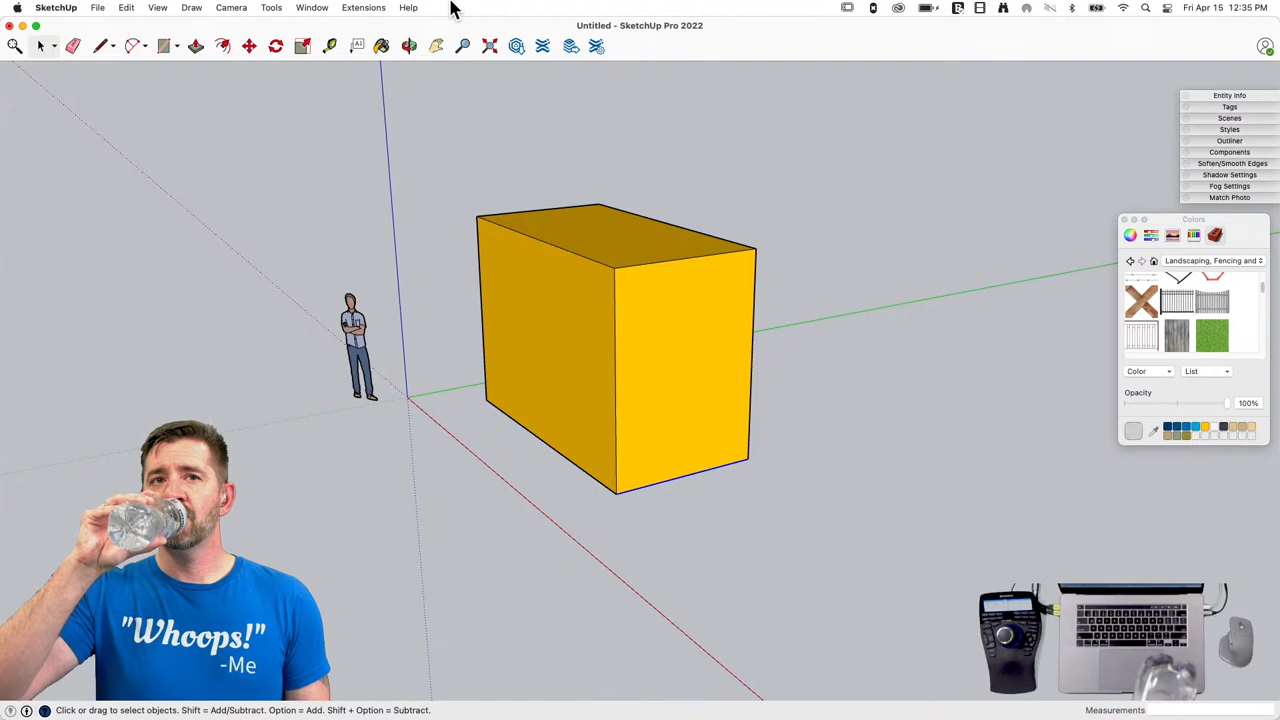 SketchUp File Edit View Draw Camera Tools Window Extensions Help Fri Apr 15 12:35 PM
Untitled - SketchUp Pro 2022
Entity Info
Tags
Scenes
Styles
Outliner
Components
Soften/Smooth Edges
Shadow Settings
Fog Settings
Match Photo
Colors
Landscaping, Fencing and
Color List
Opacity
100%
"Whoops!"
-Me
Click or drag to select objects. Shift = Add/Subtract. Option = Add. Shift + Option = Subtract. Measurements